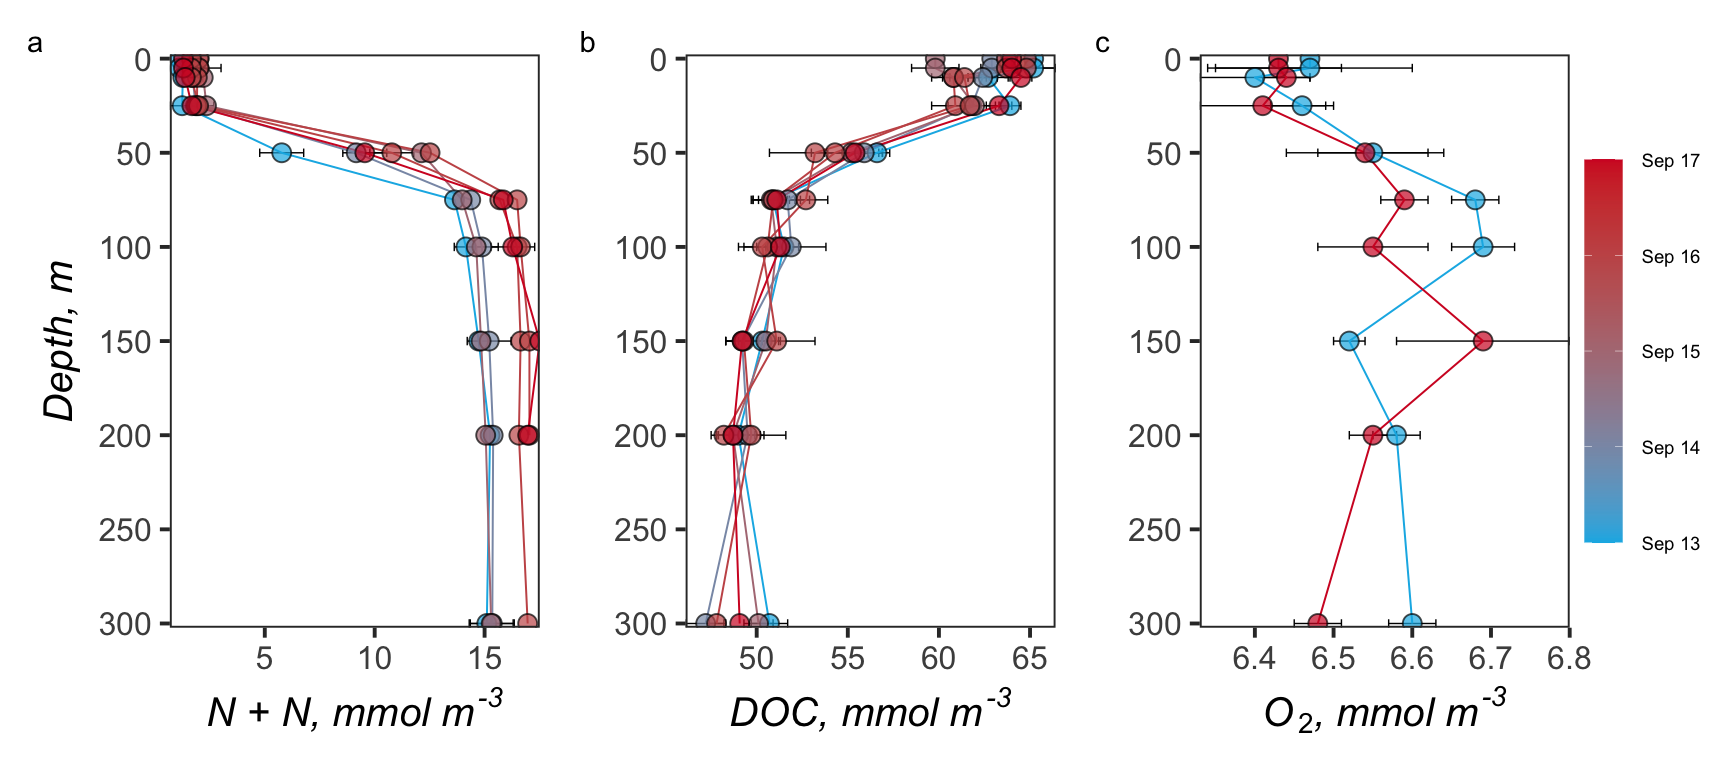 a
0
50
100
150
200
250
300
Depth, m
5 10 15
N + N, mmol m-3
b
0
50
100
150
200
250
300
50 55 60 65
DOC, mmol m-3
c
0
50
100
150
200
250
300
6.4 6.5 6.6 6.7 6.8
O2, mmol m-3
Sep 17
Sep 16
Sep 15
Sep 14
Sep 13